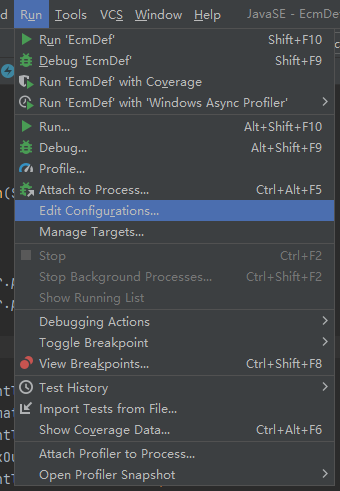 Run Tools VCS Window Help JavaSE - EcmDef
Run 'EcmDef' Shift+F10
Debug 'EcmDef' Shift+F9
Run 'EcmDef' with Coverage
Run 'EcmDef' with 'Windows Async Profiler'
Run... Alt+Shift+F10
Debug... Alt+Shift+F9
Profile...
Attach to Process... Ctrl+Alt+F5
Edit Configurations...
Manage Targets...
Stop Ctrl+F2
Stop Background Processes... Ctrl+Shift+F2
Show Running List
Debugging Actions
Toggle Breakpoint
View Breakpoints... Ctrl+Shift+F8
Test History
Import Tests from File...
Show Coverage Data... Ctrl+Alt+F6
Attach Profiler to Process...
Open Profiler Snapshot